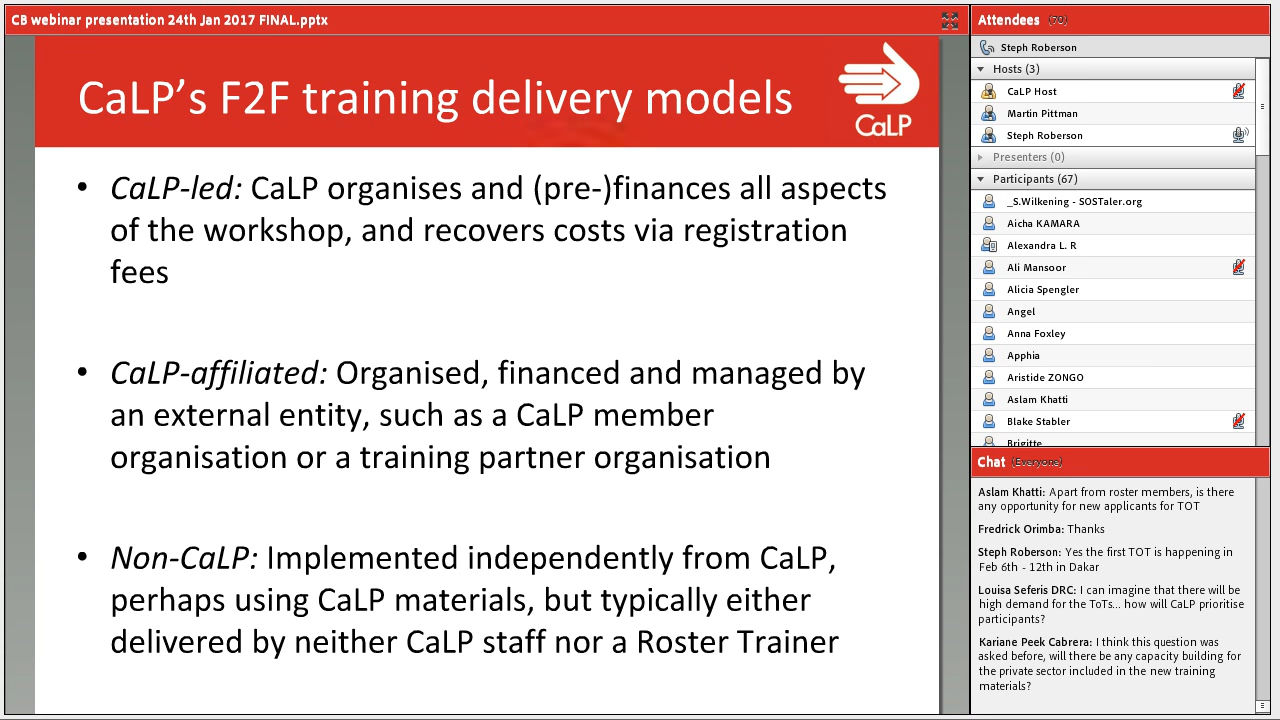 CB webinar presentation 24th Jan 2017 FINAL.pptx
CaLP's F2F training delivery models
CaLP
• CaLP-led: CaLP organises and (pre-)finances all aspects
of the workshop, and recovers costs via registration
fees
• CaLP-affiliated: Organised, financed and managed by
an external entity, such as a CaLP member
organisation or a training partner organisation
• Non-CaLP: Implemented independently from CaLP,
perhaps using CaLP materials, but typically either
delivered by neither CaLP staff nor a Roster Trainer
Attendees (70)
Steph Roberson
Hosts (3)
CaLP Host
Martin Pittman
Steph Roberson
Presenters (0)
Participants (67)
_S.Wilkening - SOSTaler.org
Aicha KAMARA
Alexandra L. R
Ali Mansoor
Alicia Spengler
Angel
Anna Foxley
Apphia
Aristide ZONGO
Aslam Khatti
Blake Stabler
Brigitte
Chat (Everyone)
Aslam Khatti: Apart from roster members, is there
any opportunity for new applicants for TOT
Fredrick Orimba: Thanks
Steph Roberson: Yes the first TOT is happening in
Feb 6th - 12th in Dakar
Louisa Seferis DRC: I can imagine that there will be
high demand for the ToTs... how will CaLP prioritise
participants?
Kariane Peek Cabrera: I think this question was
asked before, will there be any capacity building for
the private sector included in the new training
materials?